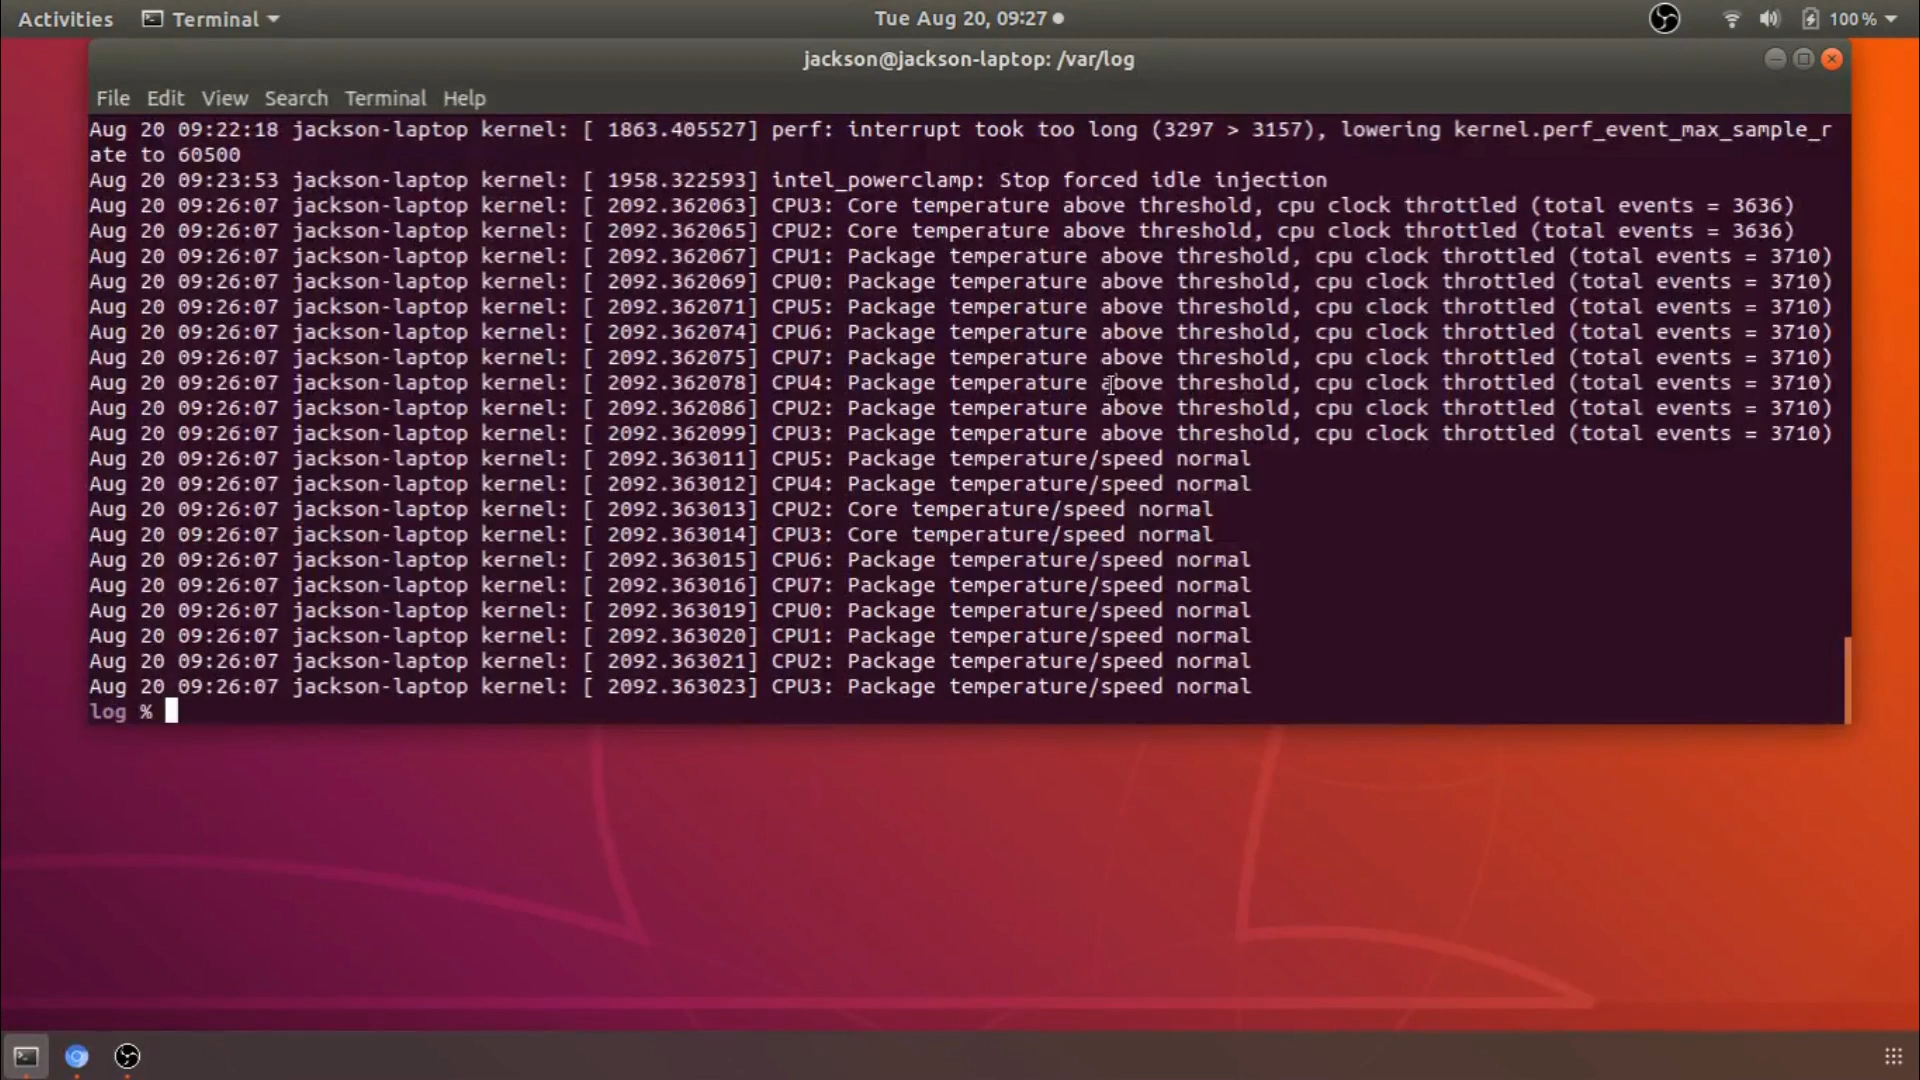 Activities Terminal Tue Aug 20, 09:27 100 %
jackson@jackson-laptop: /var/log
File Edit View Search Terminal Help
Aug 20 09:22:18 jackson-laptop kernel: [ 1863.405527] perf: interrupt took too long (3297 > 3157), lowering kernel.perf_event_max_sample_r
ate to 60500
Aug 20 09:23:53 jackson-laptop kernel: [ 1958.322593] intel_powerclamp: Stop forced idle injection
Aug 20 09:26:07 jackson-laptop kernel: [ 2092.362063] CPU3: Core temperature above threshold, cpu clock throttled (total events = 3636)
Aug 20 09:26:07 jackson-laptop kernel: [ 2092.362065] CPU2: Core temperature above threshold, cpu clock throttled (total events = 3636)
Aug 20 09:26:07 jackson-laptop kernel: [ 2092.362067] CPU1: Package temperature above threshold, cpu clock throttled (total events = 3710)
Aug 20 09:26:07 jackson-laptop kernel: [ 2092.362069] CPU0: Package temperature above threshold, cpu clock throttled (total events = 3710)
Aug 20 09:26:07 jackson-laptop kernel: [ 2092.362071] CPU5: Package temperature above threshold, cpu clock throttled (total events = 3710)
Aug 20 09:26:07 jackson-laptop kernel: [ 2092.362074] CPU6: Package temperature above threshold, cpu clock throttled (total events = 3710)
Aug 20 09:26:07 jackson-laptop kernel: [ 2092.362075] CPU7: Package temperature above threshold, cpu clock throttled (total events = 3710)
Aug 20 09:26:07 jackson-laptop kernel: [ 2092.362078] CPU4: Package temperature above threshold, cpu clock throttled (total events = 3710)
Aug 20 09:26:07 jackson-laptop kernel: [ 2092.362086] CPU2: Package temperature above threshold, cpu clock throttled (total events = 3710)
Aug 20 09:26:07 jackson-laptop kernel: [ 2092.362099] CPU3: Package temperature above threshold, cpu clock throttled (total events = 3710)
Aug 20 09:26:07 jackson-laptop kernel: [ 2092.363011] CPU5: Package temperature/speed normal
Aug 20 09:26:07 jackson-laptop kernel: [ 2092.363012] CPU4: Package temperature/speed normal
Aug 20 09:26:07 jackson-laptop kernel: [ 2092.363013] CPU2: Core temperature/speed normal
Aug 20 09:26:07 jackson-laptop kernel: [ 2092.363014] CPU3: Core temperature/speed normal
Aug 20 09:26:07 jackson-laptop kernel: [ 2092.363015] CPU6: Package temperature/speed normal
Aug 20 09:26:07 jackson-laptop kernel: [ 2092.363016] CPU7: Package temperature/speed normal
Aug 20 09:26:07 jackson-laptop kernel: [ 2092.363019] CPU0: Package temperature/speed normal
Aug 20 09:26:07 jackson-laptop kernel: [ 2092.363020] CPU1: Package temperature/speed normal
Aug 20 09:26:07 jackson-laptop kernel: [ 2092.363021] CPU2: Package temperature/speed normal
Aug 20 09:26:07 jackson-laptop kernel: [ 2092.363023] CPU3: Package temperature/speed normal
log %